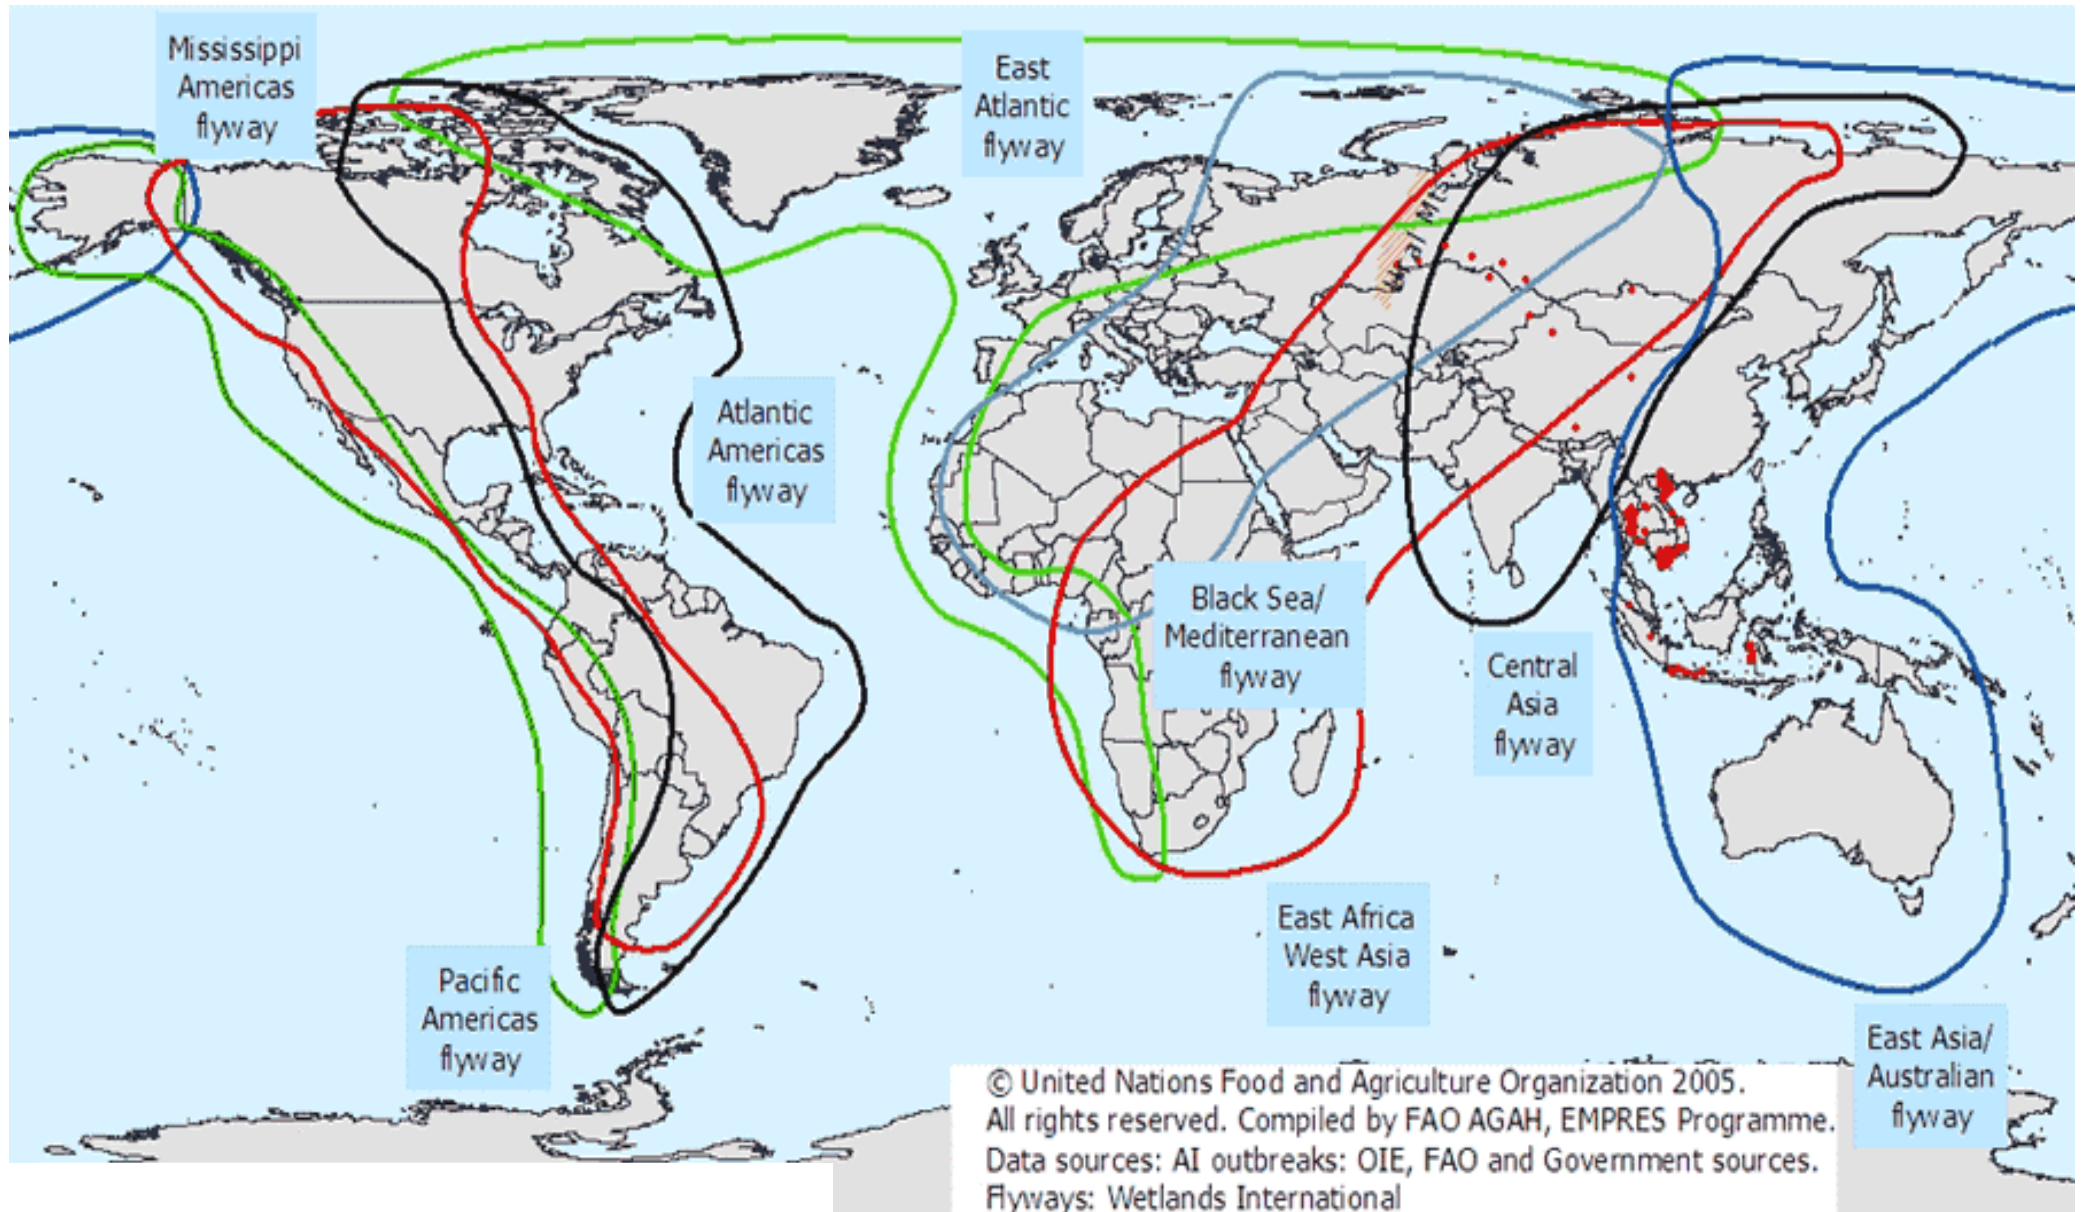 Mississippi
Americas
flyway
East
Atlantic
flyway
Ural Mts
Atlantic
Americas
flyway
Black Sea/
Mediterranean
flyway
Central
Asia
flyway
East Africa
West Asia
flyway
Pacific
Americas
flyway
East Asia/
Australian
flyway
© United Nations Food and Agriculture Organization 2005.
All rights reserved. Compiled by FAO AGAH, EMPRES Programme.
Data sources: AI outbreaks: OIE, FAO and Government sources.
Flyways: Wetlands International